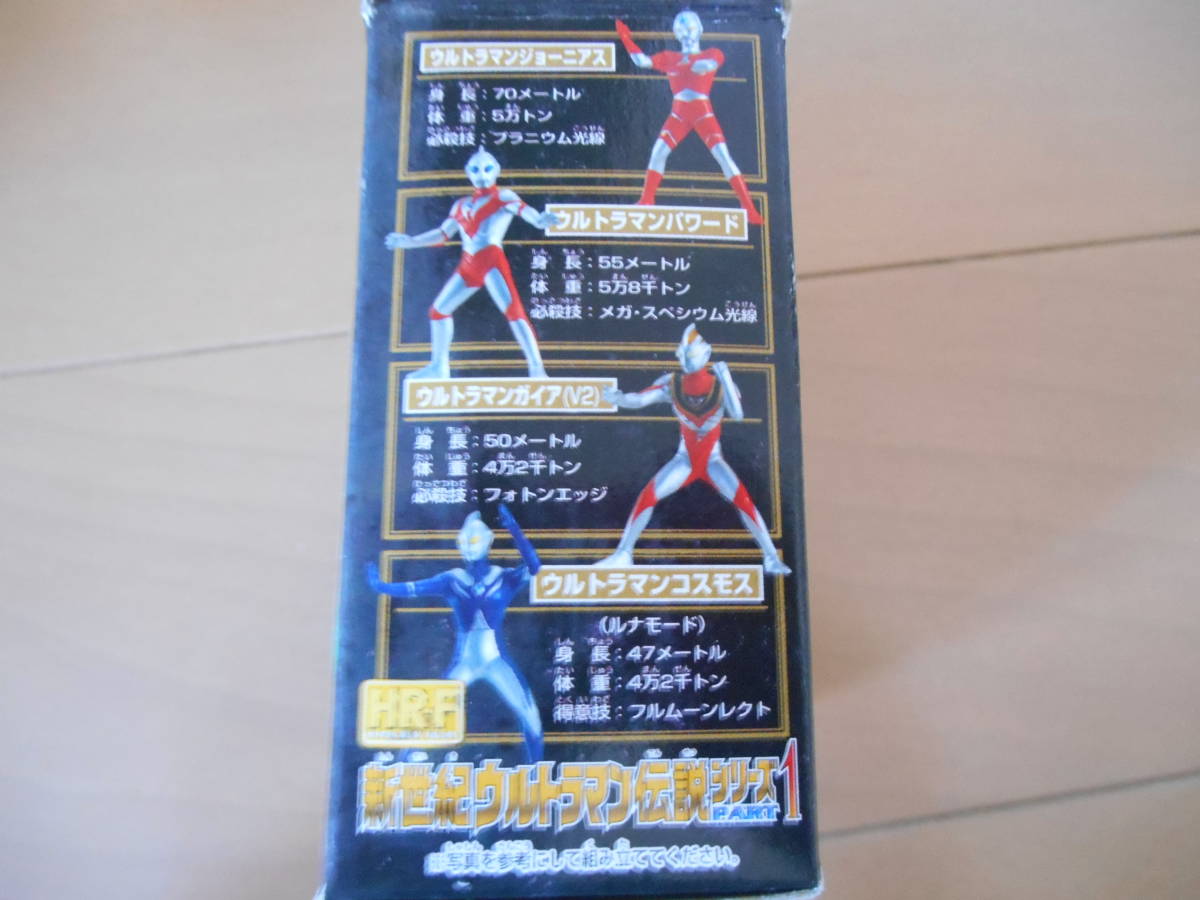 ウルトラマンジョーニアス
身長：70メートル
体重：5万トン
必殺技：プラニウム光線
ウルトラマンパワード
身長：55メートル
体重：5万8千トン
必殺技：メガ・スペシウム光線
ウルトラマンガイア(V2)
身長：50メートル
体重：4万2千トン
必殺技：フォトンエッジ
ウルトラマンコスモス
(ルナモード)
身長：47メートル
体重：4万2千トン
得意技：フルムーンレクト
HR・F
新世紀ウルトラマン伝説シリーズ PART 1
※写真を参考にして組み立ててください。